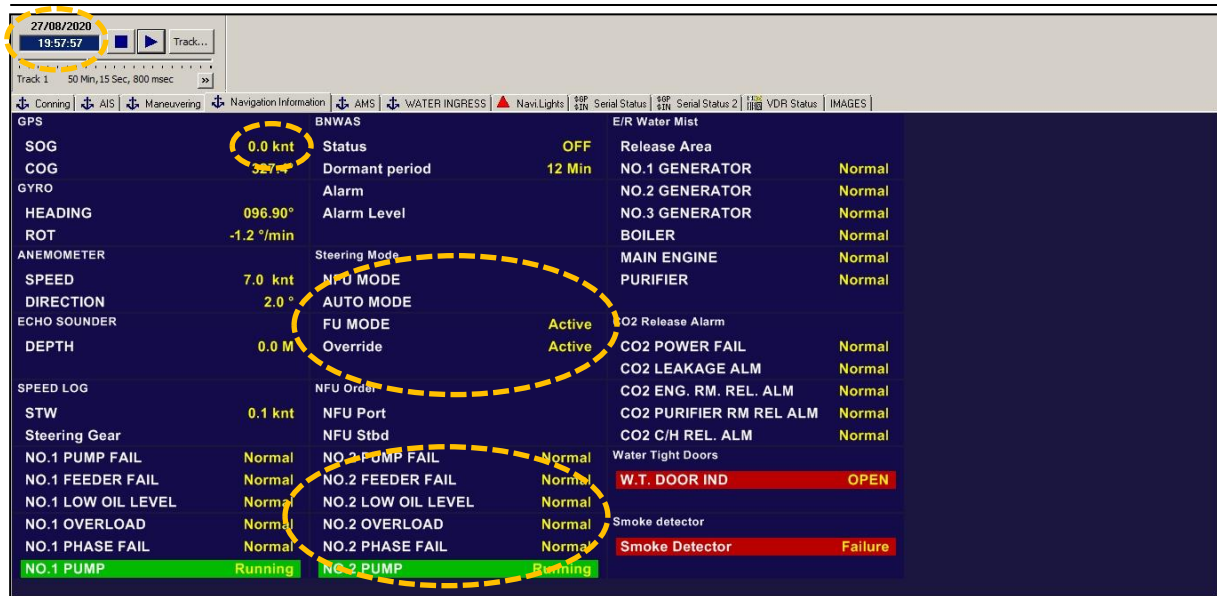 27/08/2020
19:57:57
Track...
Track 1 50 Min,15 Sec, 800 msec »
Conning AIS Maneuvering Navigation Information AMS WATER INGRESS Navi.Lights $GP $IN Serial Status $GP $IN Serial Status 2 VDR Status IMAGES
GPS BNWAS E/R Water Mist
SOG 0.0 knt Status OFF Release Area
COG 327.4° Dormant period 12 Min NO.1 GENERATOR Normal
GYRO Alarm NO.2 GENERATOR Normal
HEADING 096.90° Alarm Level NO.3 GENERATOR Normal
ROT -1.2 °/min BOILER Normal
ANEMOMETER Steering Mode MAIN ENGINE Normal
SPEED 7.0 knt NFU MODE PURIFIER Normal
DIRECTION 2.0 ° AUTO MODE
ECHO SOUNDER FU MODE Active CO2 Release Alarm
DEPTH 0.0 M Override Active CO2 POWER FAIL Normal
CO2 LEAKAGE ALM Normal
SPEED LOG NFU Order CO2 ENG. RM. REL. ALM Normal
STW 0.1 knt NFU Port CO2 PURIFIER RM REL ALM Normal
Steering Gear NFU Stbd CO2 C/H REL. ALM Normal
NO.1 PUMP FAIL Normal NO.2 PUMP FAIL Normal Water Tight Doors
NO.1 FEEDER FAIL Normal NO.2 FEEDER FAIL Normal W.T. DOOR IND OPEN
NO.1 LOW OIL LEVEL Normal NO.2 LOW OIL LEVEL Normal
NO.1 OVERLOAD Normal NO.2 OVERLOAD Normal Smoke detector
NO.1 PHASE FAIL Normal NO.2 PHASE FAIL Normal Smoke Detector Failure
NO.1 PUMP Running NO.2 PUMP Running